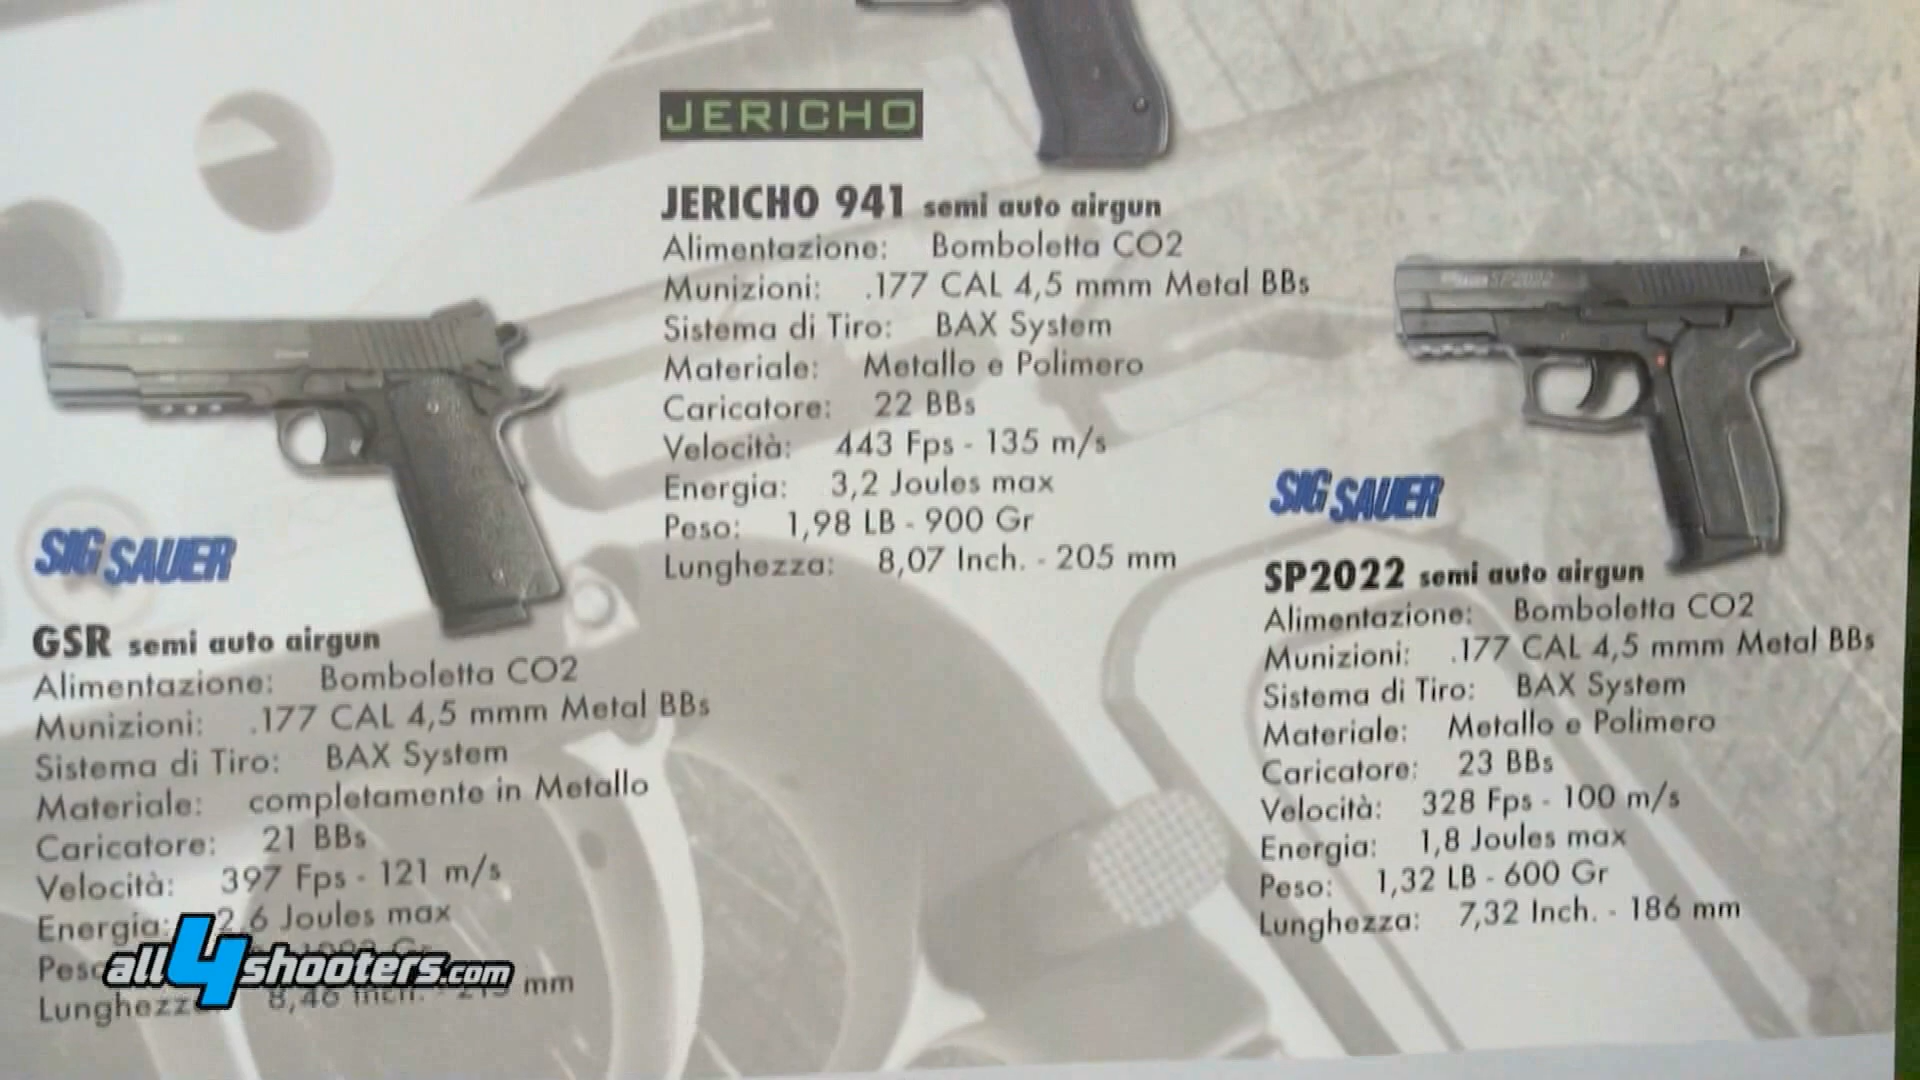 JERICHO
JERICHO 941 semi auto airgun
Alimentazione: Bomboletta CO2
Munizioni: .177 CAL 4,5 mmm Metal BBs
Sistema di Tiro: BAX System
Materiale: Metallo e Polimero
Caricatore: 22 BBs
Velocità: 443 Fps - 135 m/s
Energia: 3,2 Joules max
Peso: 1,98 LB - 900 Gr
Lunghezza: 8,07 Inch. - 205 mm
SIG SAUER
GSR semi auto airgun
Alimentazione: Bomboletta CO2
Munizioni: .177 CAL 4,5 mmm Metal BBs
Sistema di Tiro: BAX System
Materiale: completamente in Metallo
Caricatore: 21 BBs
Velocità: 397 Fps - 121 m/s
Energia: 2,6 Joules max
Peso Gr
Lunghezza 8,46 Inch. - mm
SP2022
SIG SAUER
SP2022 semi auto airgun
Alimentazione: Bomboletta CO2
Munizioni: .177 CAL 4,5 mmm Metal BBs
Sistema di Tiro: BAX System
Materiale: Metallo e Polimero
Caricatore: 23 BBs
Velocità: 328 Fps - 100 m/s
Energia: 1,8 Joules max
Peso: 1,32 LB - 600 Gr
Lunghezza: 7,32 Inch. - 186 mm
all4shooters.com